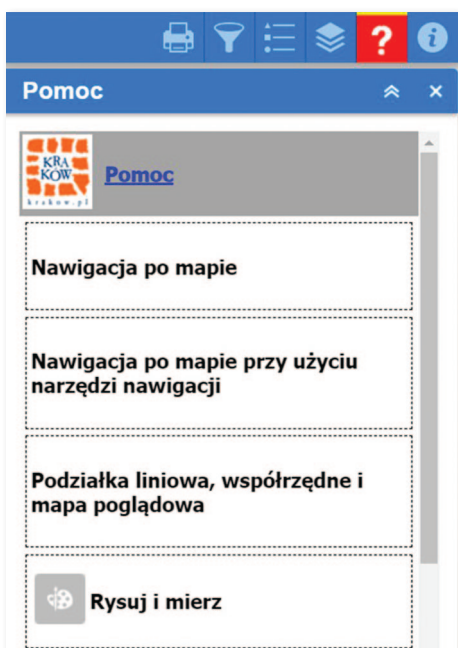 ?
i
Pomoc
KRA
KÓW
krakow.pl
Pomoc
Nawigacja po mapie
Nawigacja po mapie przy użyciu
narzędzi nawigacji
Podziałka liniowa, współrzędne i
mapa poglądowa
Rysuj i mierz